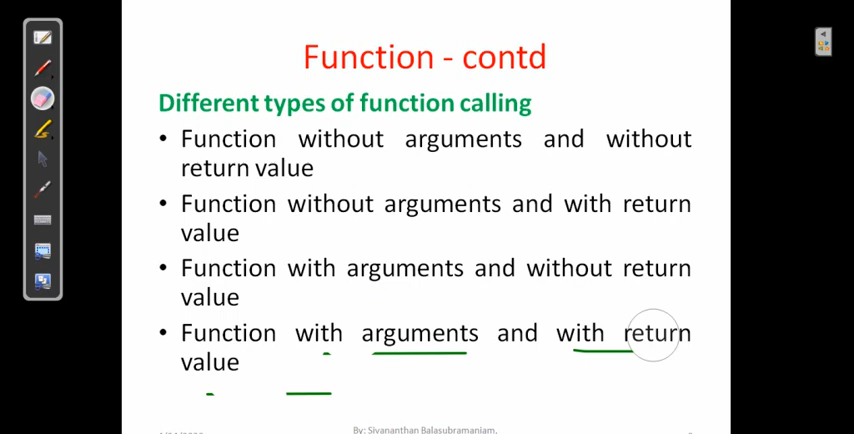 Function - contd
Different types of function calling
• Function without arguments and without
return value
• Function without arguments and with return
value
• Function with arguments and without return
value
• Function with arguments and with return
value
By: Sivananthan Balasubramaniam,